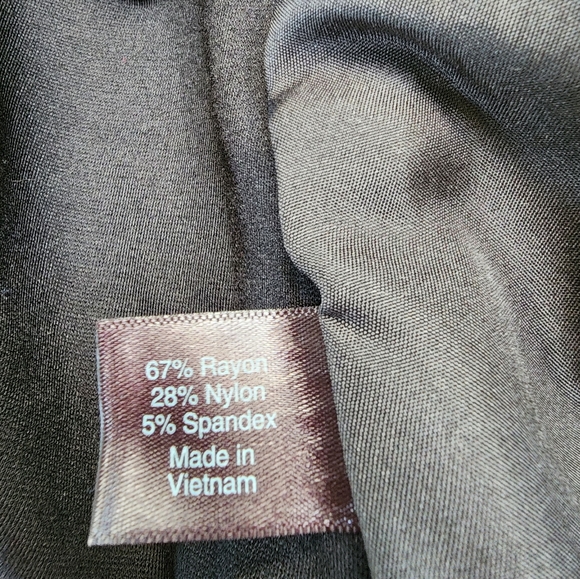 67% Rayon
28% Nylon
5% Spandex
Made in
Vietnam